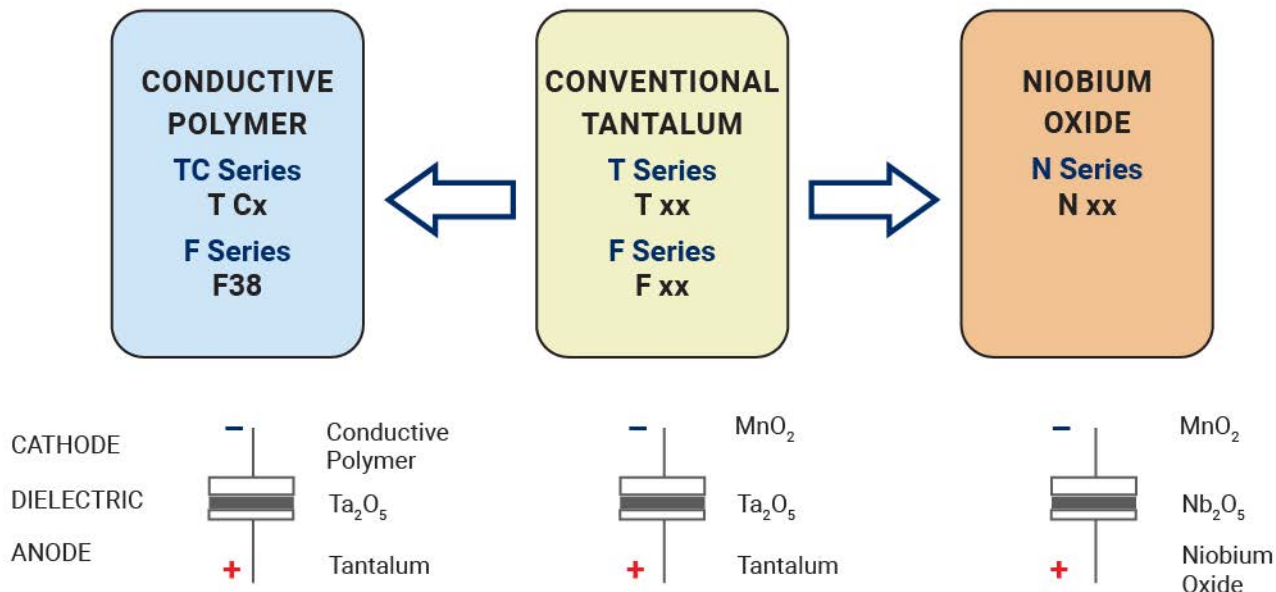 CONDUCTIVE
POLYMER
TC Series
T Cx
F Series
F38
CONVENTIONAL
TANTALUM
T Series
T xx
F Series
F xx
NIOBIUM
OXIDE
N Series
N xx
CATHODE
DIELECTRIC
ANODE
–
Conductive
Polymer
Ta₂O₅
+
Tantalum
–
MnO₂
Ta₂O₅
+
Tantalum
–
MnO₂
Nb₂O₅
+
Niobium
Oxide